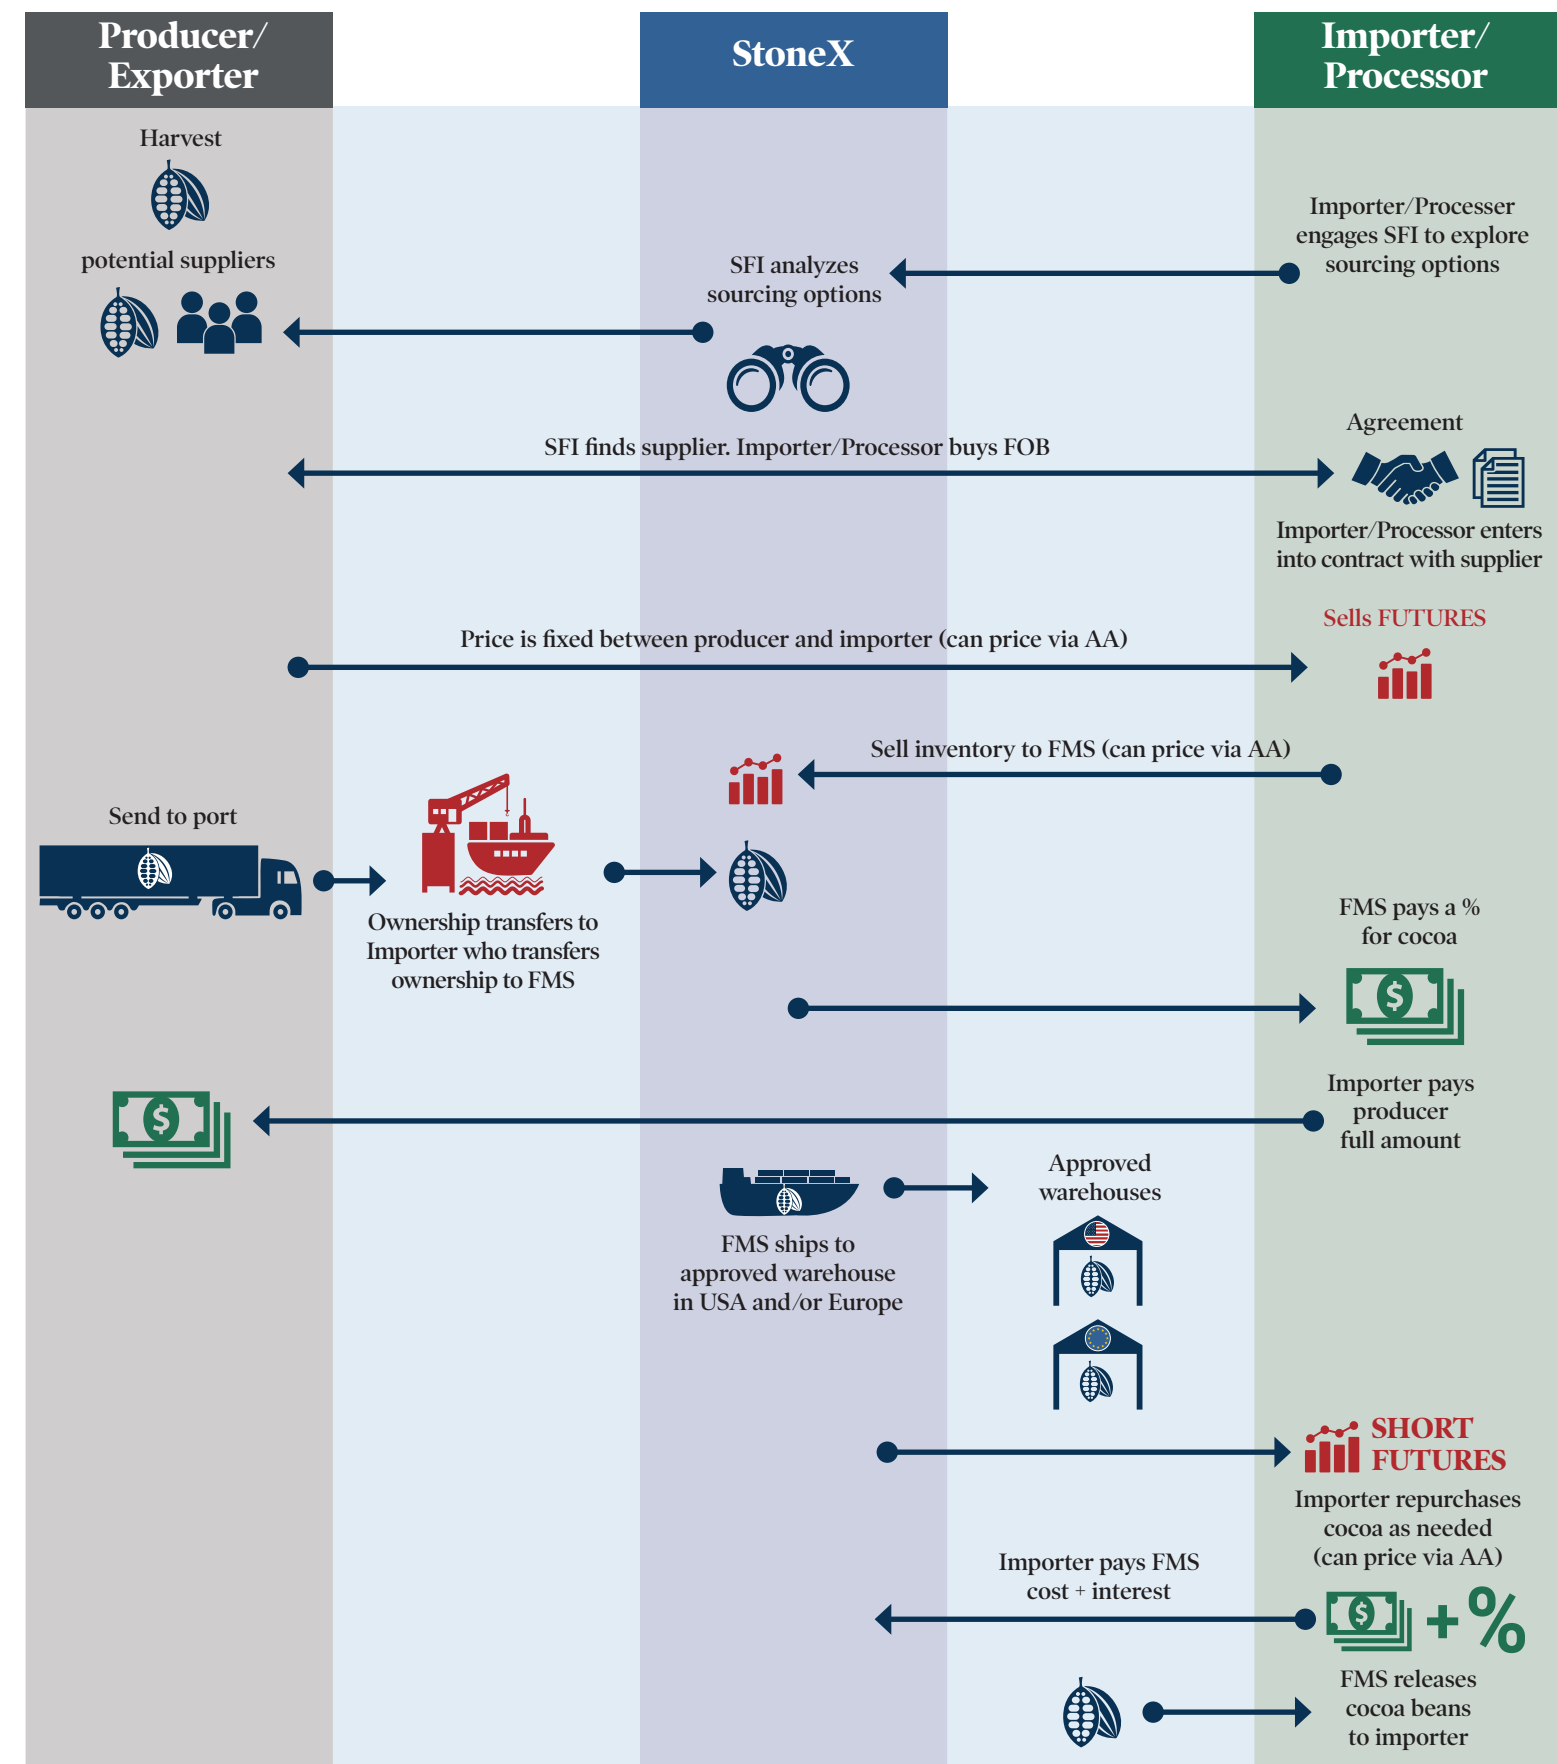 Producer/
Exporter
StoneX
Importer/
Processor
Harvest
potential suppliers
Importer/Processer
engages SFI to explore
sourcing options
SFI analyzes
sourcing options
SFI finds supplier. Importer/Processor buys FOB
Agreement
Importer/Processor enters
into contract with supplier
Price is fixed between producer and importer (can price via AA)
Sells FUTURES
Sell inventory to FMS (can price via AA)
Send to port
Ownership transfers to
Importer who transfers
ownership to FMS
FMS pays a %
for cocoa
$
Importer pays
producer
full amount
$
FMS ships to
approved warehouse
in USA and/or Europe
Approved
warehouses
SHORT
FUTURES
Importer repurchases
cocoa as needed
(can price via AA)
Importer pays FMS
cost + interest
$ + %
FMS releases
cocoa beans
to importer